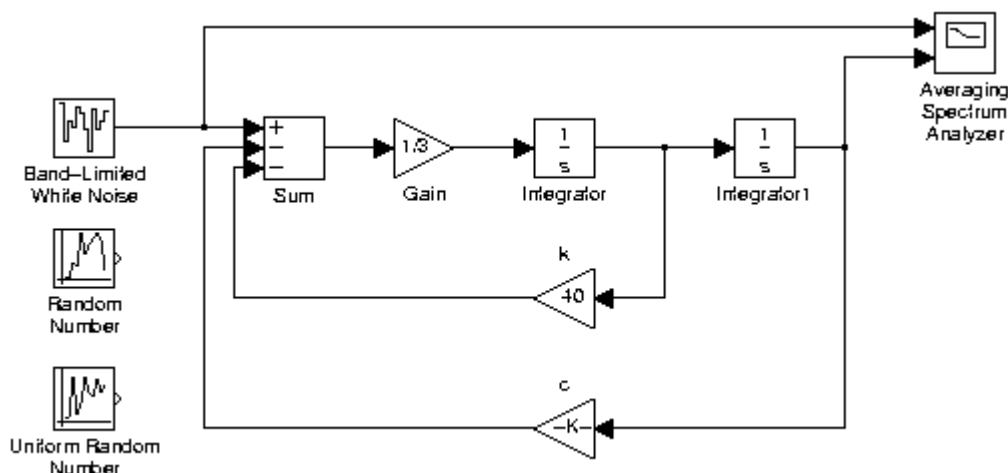 Averaging
Spectrum
Analyzer
+
−
−
1/3
1
s
1
s
Band–Limited
White Noise
Sum
Gain
Integrator
Integrator1
k
40
Random
Number
c
–K–
Uniform Random
Number